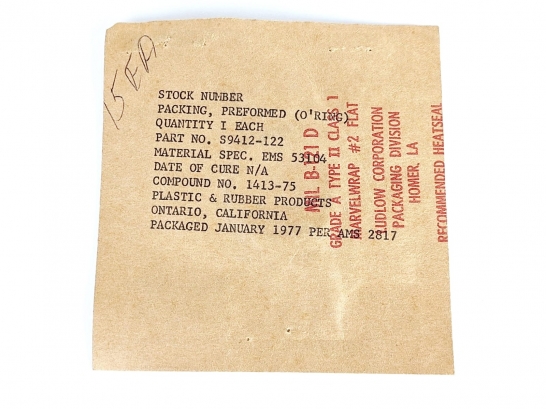 15 EA
STOCK NUMBER
PACKING, PREFORMED (O'RING)
QUANTITY I EACH
PART NO. S9412-122
MATERIAL SPEC. EMS 53104
DATE OF CURE N/A
COMPOUND NO. 1413-75
PLASTIC & RUBBER PRODUCTS
ONTARIO, CALIFORNIA
PACKAGED JANUARY 1977 PER AMS 2817
MIL B-121 D
GRADE A TYPE II CLASS 1
MARVELWRAP #2 FLAT
LUDLOW CORPORATION
PACKAGING DIVISION
HOMER, LA
RECOMMENDED HEATSEAL